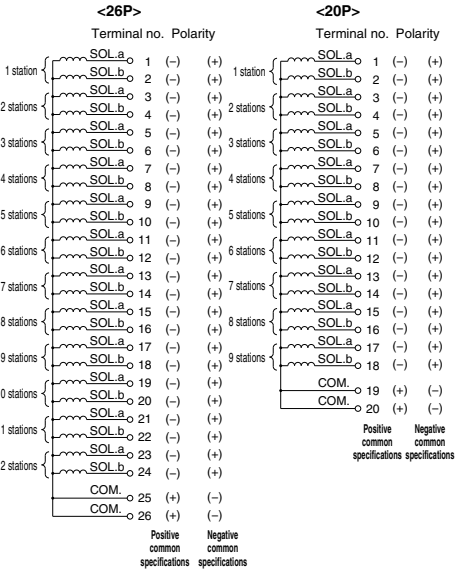 <26P>
Terminal no. Polarity
1 station SOL.a 1 (−) (+)
SOL.b 2 (−) (+)
2 stations SOL.a 3 (−) (+)
SOL.b 4 (−) (+)
3 stations SOL.a 5 (−) (+)
SOL.b 6 (−) (+)
4 stations SOL.a 7 (−) (+)
SOL.b 8 (−) (+)
5 stations SOL.a 9 (−) (+)
SOL.b 10 (−) (+)
6 stations SOL.a 11 (−) (+)
SOL.b 12 (−) (+)
7 stations SOL.a 13 (−) (+)
SOL.b 14 (−) (+)
8 stations SOL.a 15 (−) (+)
SOL.b 16 (−) (+)
9 stations SOL.a 17 (−) (+)
SOL.b 18 (−) (+)
0 stations SOL.a 19 (−) (+)
SOL.b 20 (−) (+)
1 stations SOL.a 21 (−) (+)
SOL.b 22 (−) (+)
2 stations SOL.a 23 (−) (+)
SOL.b 24 (−) (+)
COM. 25 (+) (−)
COM. 26 (+) (−)
Positive common specifications
Negative common specifications
<20P>
Terminal no. Polarity
1 station SOL.a 1 (−) (+)
SOL.b 2 (−) (+)
2 stations SOL.a 3 (−) (+)
SOL.b 4 (−) (+)
3 stations SOL.a 5 (−) (+)
SOL.b 6 (−) (+)
4 stations SOL.a 7 (−) (+)
SOL.b 8 (−) (+)
5 stations SOL.a 9 (−) (+)
SOL.b 10 (−) (+)
6 stations SOL.a 11 (−) (+)
SOL.b 12 (−) (+)
7 stations SOL.a 13 (−) (+)
SOL.b 14 (−) (+)
8 stations SOL.a 15 (−) (+)
SOL.b 16 (−) (+)
9 stations SOL.a 17 (−) (+)
SOL.b 18 (−) (+)
COM. 19 (+) (−)
COM. 20 (+) (−)
Positive common specifications
Negative common specifications